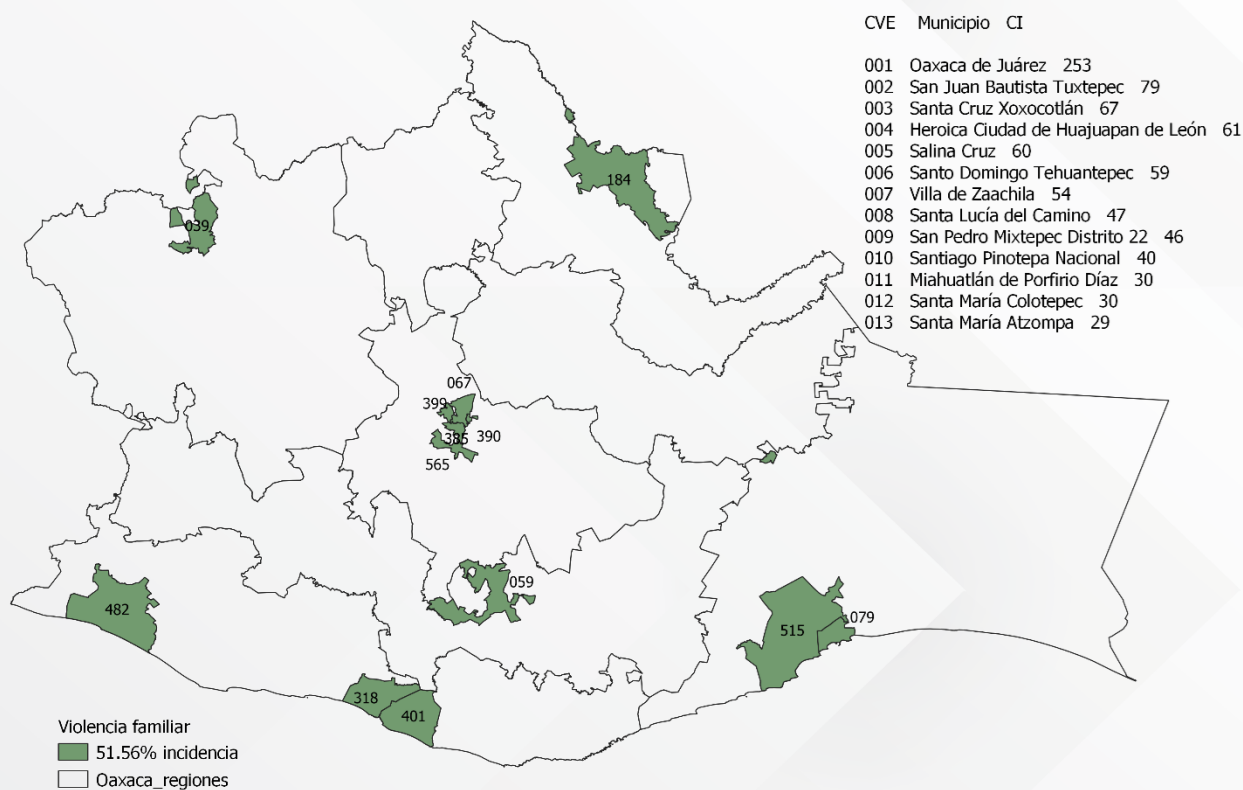 CVE Municipio CI
001 Oaxaca de Juárez 253
002 San Juan Bautista Tuxtepec 79
003 Santa Cruz Xoxocotlán 67
004 Heroica Ciudad de Huajuapan de León 61
005 Salina Cruz 60
006 Santo Domingo Tehuantepec 59
007 Villa de Zaachila 54
008 Santa Lucía del Camino 47
009 San Pedro Mixtepec Distrito 22 46
010 Santiago Pinotepa Nacional 40
011 Miahuatlán de Porfirio Díaz 30
012 Santa María Colotepec 30
013 Santa María Atzompa 29
184
039
067
399
385
390
565
059
482
515
079
318
401
Violencia familiar
51.56% incidencia
Oaxaca_regiones